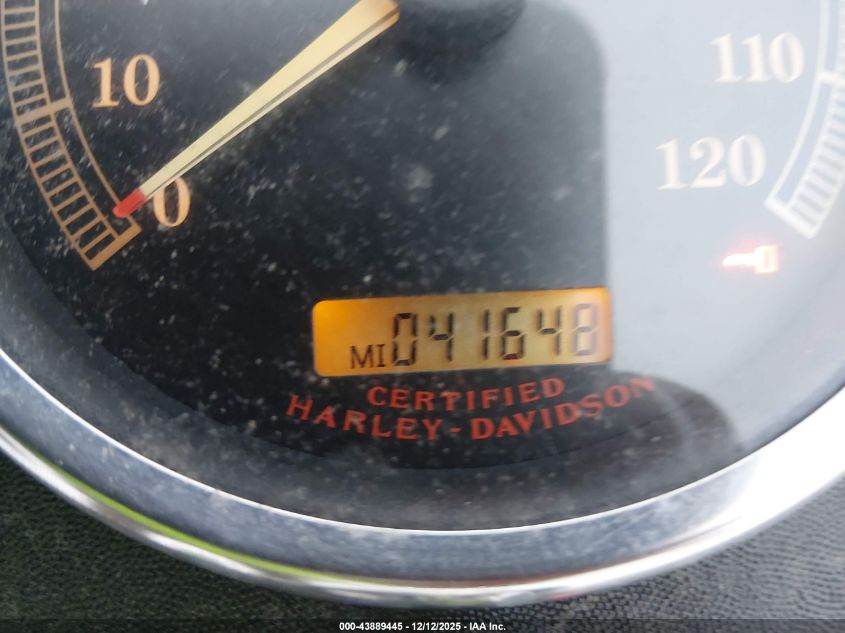 10
0
110
120
MI 041648
CERTIFIED
HARLEY-DAVIDSON
000-43889445 - 12/12/2025 - IAA Inc.